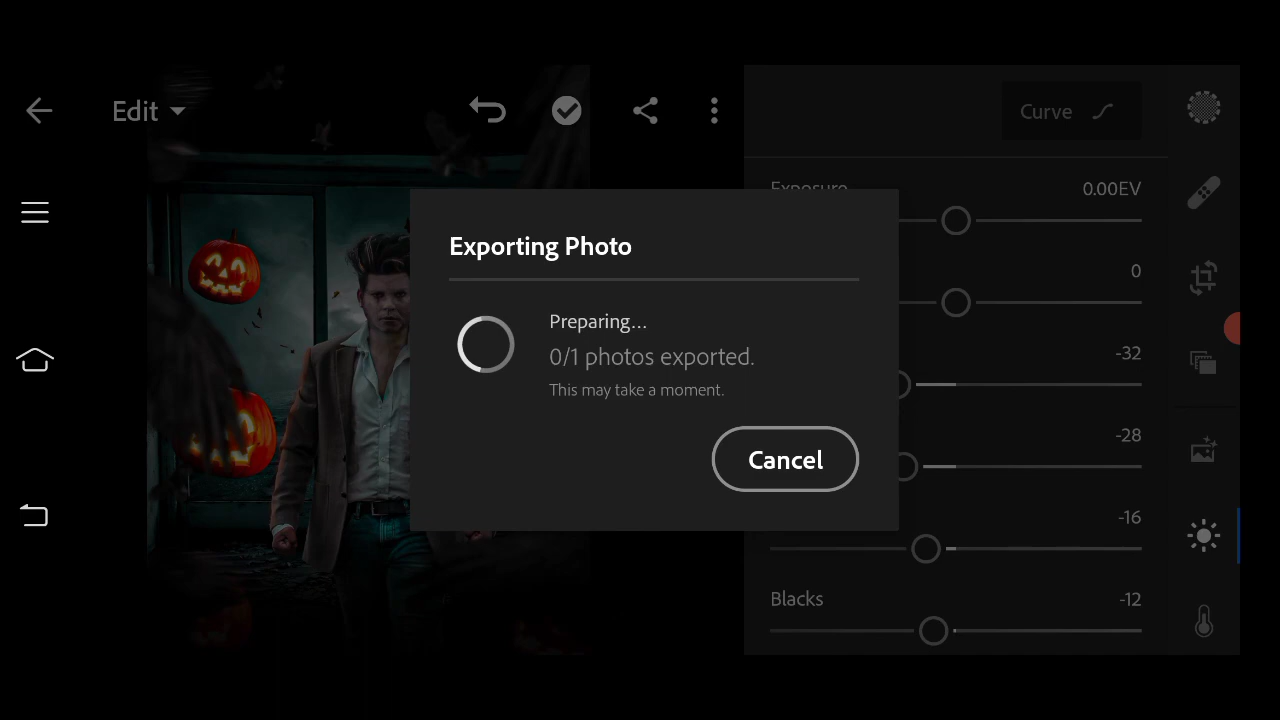 Edit
Curve
Exposure
0.00EV
0
Exporting Photo
Preparing...
0/1 photos exported.
This may take a moment.
Cancel
-32
-28
-16
Blacks
-12